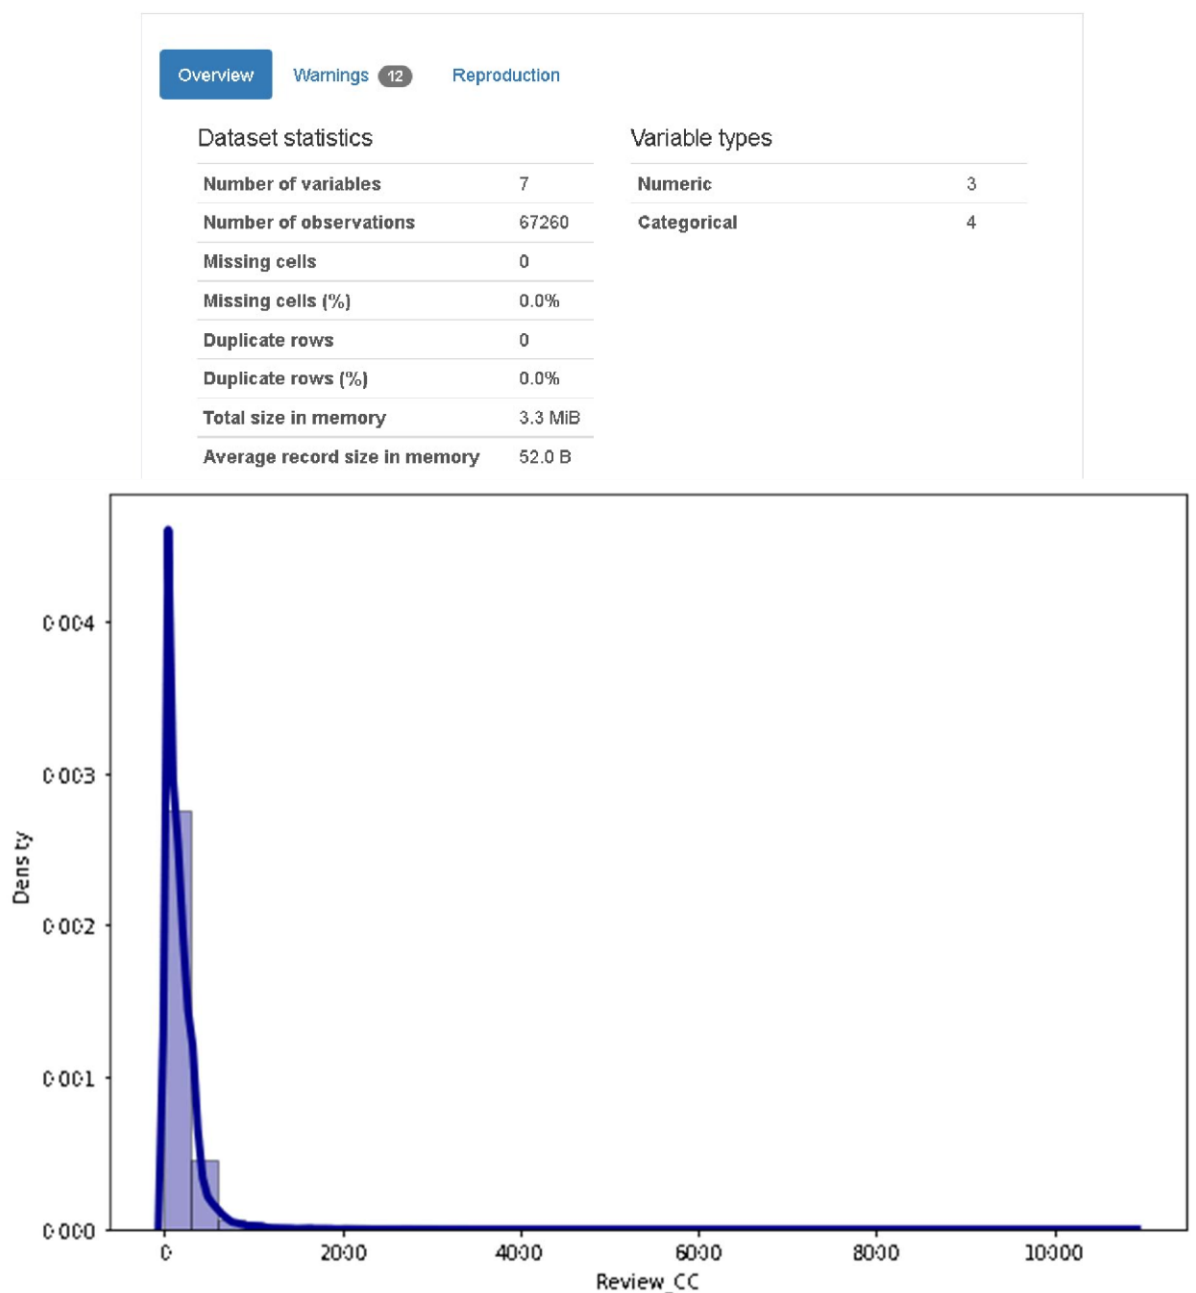 Overview Warnings 12 Reproduction
Dataset statistics
Number of variables 7
Number of observations 67260
Missing cells 0
Missing cells (%) 0.0%
Duplicate rows 0
Duplicate rows (%) 0.0%
Total size in memory 3.3 MiB
Average record size in memory 52.0 B
Variable types
Numeric 3
Categorical 4
0.004
0.003
0.002
0.001
0.000
Density
0 2000 4000 6000 8000 10000
Review_CC